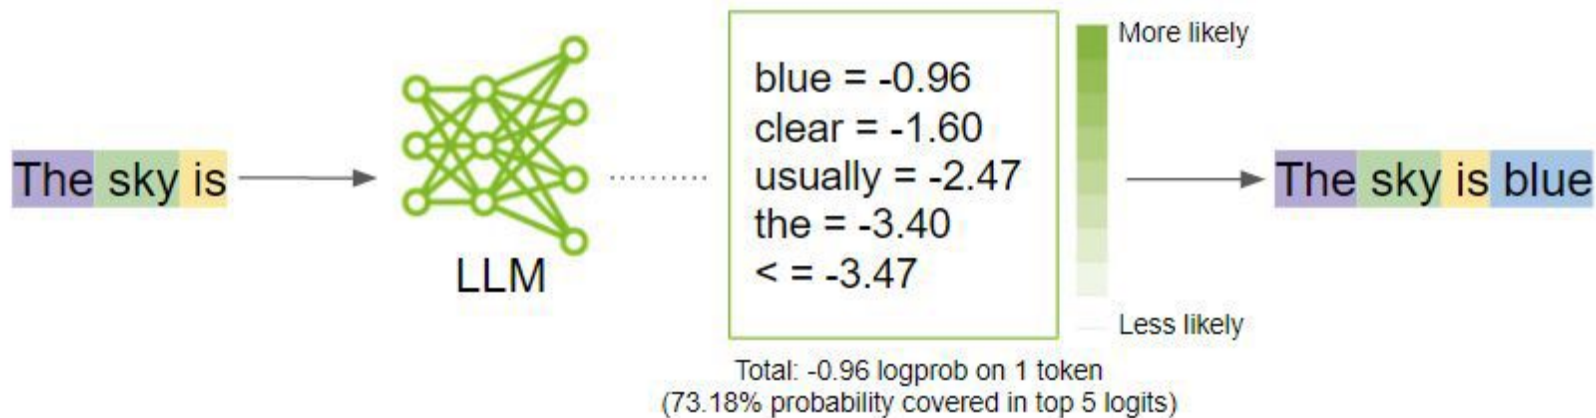 The sky is
LLM
blue = -0.96
clear = -1.60
usually = -2.47
the = -3.40
< = -3.47
Total: -0.96 logprob on 1 token
(73.18% probability covered in top 5 logits)
More likely
Less likely
The sky is blue